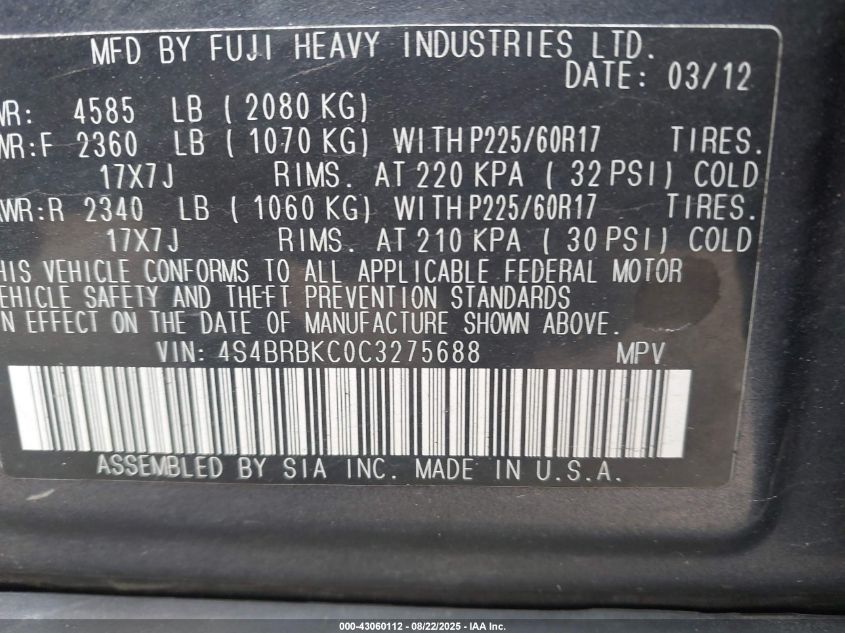 MFD BY FUJI HEAVY INDUSTRIES LTD.
DATE: 03/12
WR: 4585 LB ( 2080 KG)
WR:F 2360 LB ( 1070 KG) WITH P225/60R17 TIRES.
17X7J RIMS. AT 220 KPA ( 32 PSI) COLD
AWR:R 2340 LB ( 1060 KG) WITH P225/60R17 TIRES.
17X7J RIMS. AT 210 KPA ( 30 PSI) COLD
HIS VEHICLE CONFORMS TO ALL APPLICABLE FEDERAL MOTOR
EHICLE SAFETY AND THEFT PREVENTION STANDARDS
N EFFECT ON THE DATE OF MANUFACTURE SHOWN ABOVE.
VIN: 4S4BRBKC0C3275688 MPV
ASSEMBLED BY SIA INC. MADE IN U.S.A.
000-43060112 - 08/22/2025 - IAA Inc.